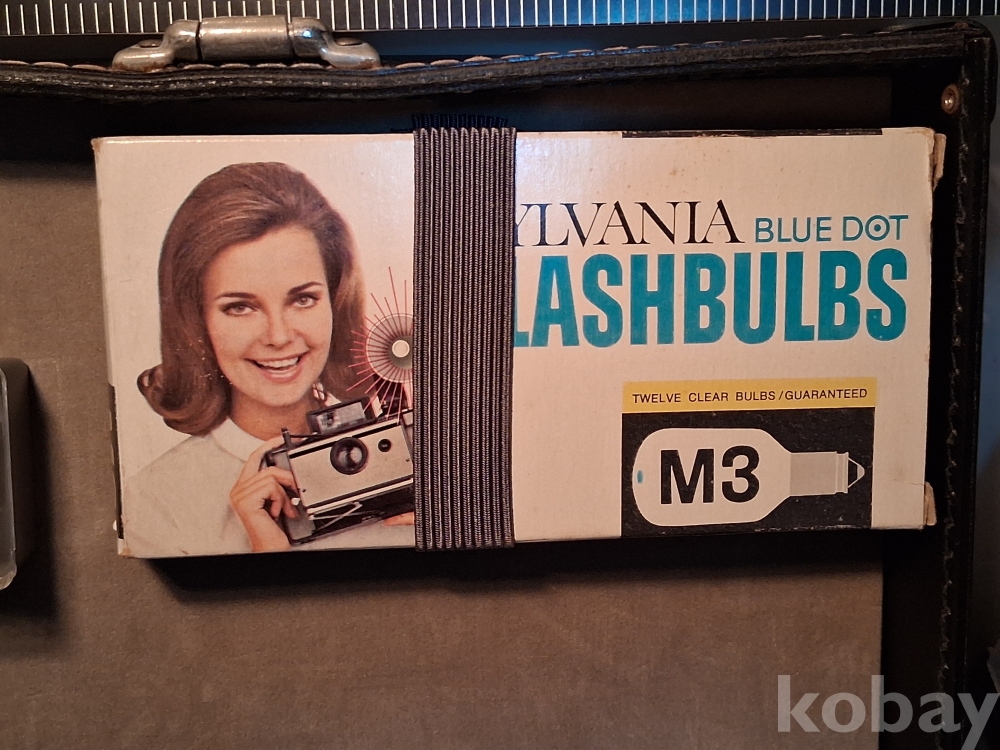 YLVANIA BLUE DOT
LASHBULBS
TWELVE CLEAR BULBS/GUARANTEED
M3
kobay